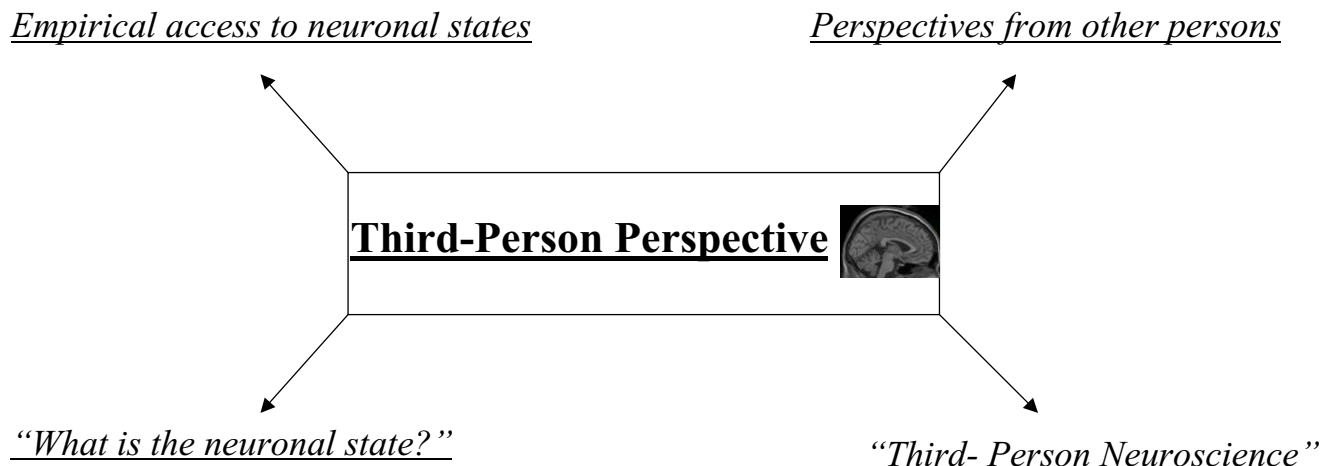 Empirical access to neuronal states
Perspectives from other persons
Third-Person Perspective
“What is the neuronal state?”
“Third- Person Neuroscience”